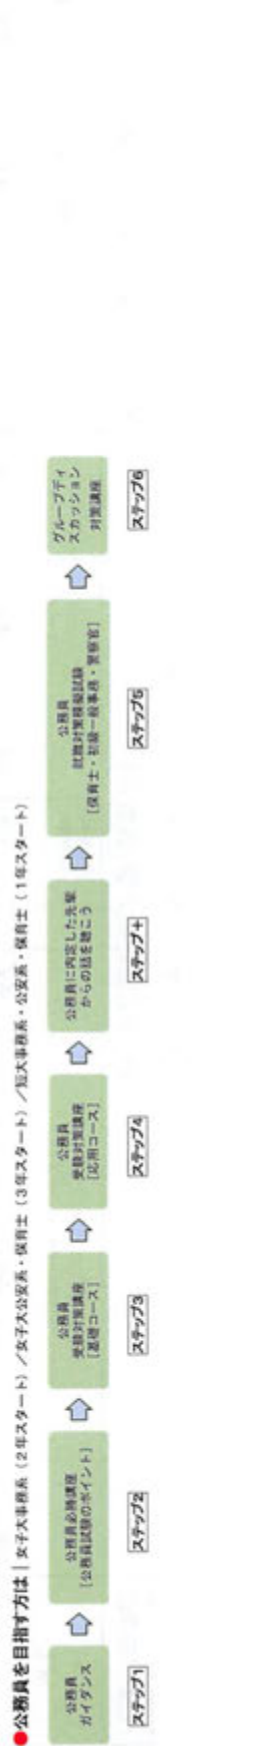 ●公務員を目指す方は | 女子大事務系（2年スタート）／女子大公安系・保育士（3年スタート）／短大事務系・公安系・保育士（1年スタート）
公務員
ガイダンス
ステップ1
公務員必勝講座
［公務員試験のポイント］
ステップ2
公務員
受験対策講座
［基礎コース］
ステップ3
公務員
受験対策講座
［応用コース］
ステップ4
公務員に内定した先輩
からの話を聴こう
ステップ＋
公務員
就職対策模擬試験
［保育士・初級一般事務・警察官］
ステップ5
グループディ
スカッション
対策講座
ステップ6